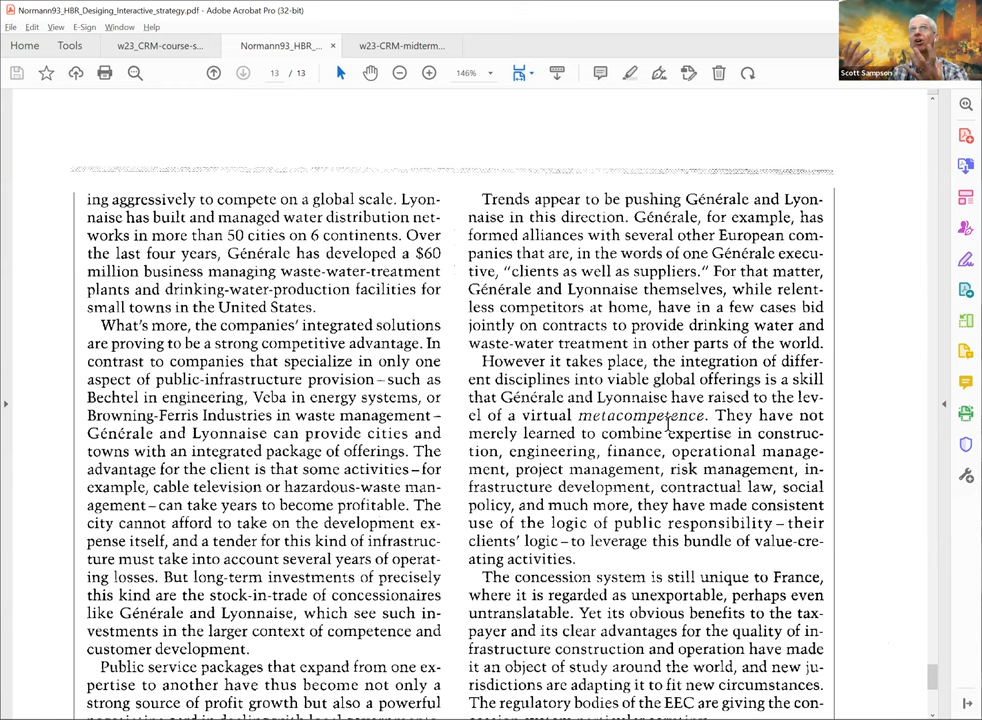 Normann93_HBR_Desiging_Interactive_strategy.pdf - Adobe Acrobat Pro (32-bit)
File Edit View E-Sign Window Help
Home Tools w23_CRM-course-s... Normann93_HBR_... × w23-CRM-midterm...
13 / 13 146%
Scott Sampson
ing aggressively to compete on a global scale. Lyon-
naise has built and managed water distribution net-
works in more than 50 cities on 6 continents. Over
the last four years, Générale has developed a $60
million business managing waste-water-treatment
plants and drinking-water-production facilities for
small towns in the United States.
What's more, the companies' integrated solutions
are proving to be a strong competitive advantage. In
contrast to companies that specialize in only one
aspect of public-infrastructure provision–such as
Bechtel in engineering, Veba in energy systems, or
Browning-Ferris Industries in waste management–
Générale and Lyonnaise can provide cities and
towns with an integrated package of offerings. The
advantage for the client is that some activities–for
example, cable television or hazardous-waste man-
agement–can take years to become profitable. The
city cannot afford to take on the development ex-
pense itself, and a tender for this kind of infrastruc-
ture must take into account several years of operat-
ing losses. But long-term investments of precisely
this kind are the stock-in-trade of concessionaires
like Générale and Lyonnaise, which see such in-
vestments in the larger context of competence and
customer development.
Public service packages that expand from one ex-
pertise to another have thus become not only a
strong source of profit growth but also a powerful
Trends appear to be pushing Générale and Lyon-
naise in this direction. Générale, for example, has
formed alliances with several other European com-
panies that are, in the words of one Générale execu-
tive, "clients as well as suppliers." For that matter,
Générale and Lyonnaise themselves, while relent-
less competitors at home, have in a few cases bid
jointly on contracts to provide drinking water and
waste-water treatment in other parts of the world.
However it takes place, the integration of differ-
ent disciplines into viable global offerings is a skill
that Générale and Lyonnaise have raised to the lev-
el of a virtual metacompetence. They have not
merely learned to combine expertise in construc-
tion, engineering, finance, operational manage-
ment, project management, risk management, in-
frastructure development, contractual law, social
policy, and much more, they have made consistent
use of the logic of public responsibility–their
clients' logic–to leverage this bundle of value-cre-
ating activities.
The concession system is still unique to France,
where it is regarded as unexportable, perhaps even
untranslatable. Yet its obvious benefits to the tax-
payer and its clear advantages for the quality of in-
frastructure construction and operation have made
it an object of study around the world, and new ju-
risdictions are adapting it to fit new circumstances.
The regulatory bodies of the EEC are giving the con-